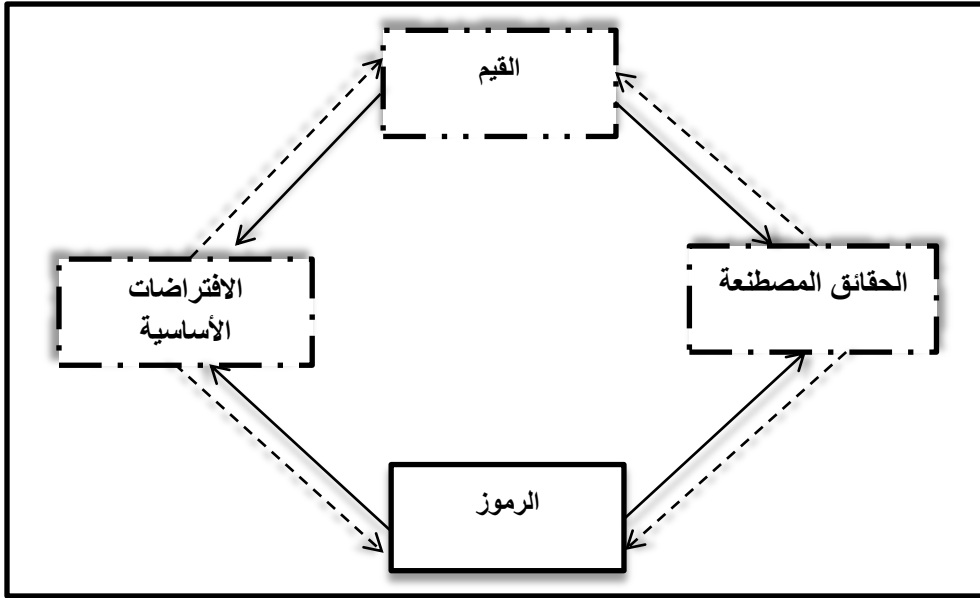 القيم
الحقائق المصطنعة
الافتراضات
الأساسية
الرموز